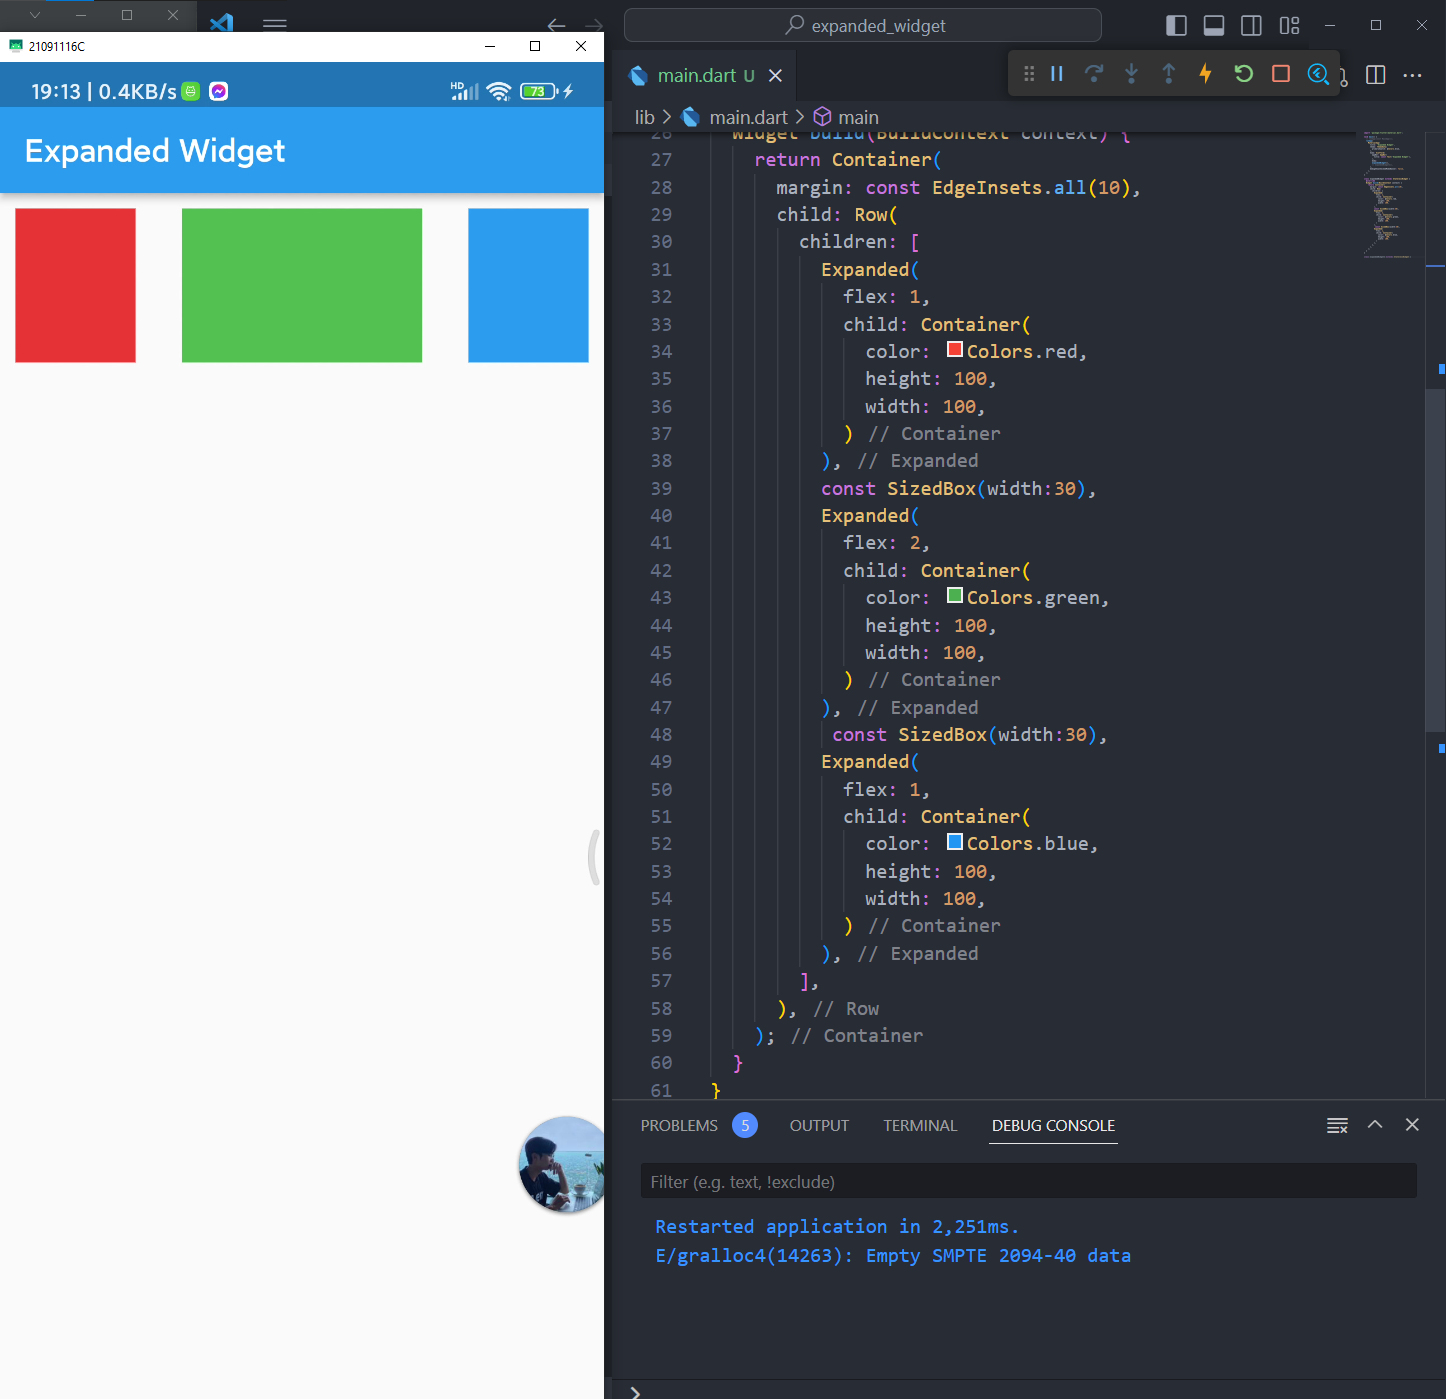 21091116C
19:13 | 0.4KB/s
HD
73
Expanded Widget
expanded_widget
main.dart U
lib > main.dart > main
26 Widget build(BuildContext context) {
27 return Container(
28 margin: const EdgeInsets.all(10),
29 child: Row(
30 children: [
31 Expanded(
32 flex: 1,
33 child: Container(
34 color: Colors.red,
35 height: 100,
36 width: 100,
37 ) // Container
38 ), // Expanded
39 const SizedBox(width:30),
40 Expanded(
41 flex: 2,
42 child: Container(
43 color: Colors.green,
44 height: 100,
45 width: 100,
46 ) // Container
47 ), // Expanded
48 const SizedBox(width:30),
49 Expanded(
50 flex: 1,
51 child: Container(
52 color: Colors.blue,
53 height: 100,
54 width: 100,
55 ) // Container
56 ), // Expanded
57 ],
58 ), // Row
59 ); // Container
60 }
61 }
PROBLEMS 5 OUTPUT TERMINAL DEBUG CONSOLE
Filter (e.g. text, !exclude)
Restarted application in 2,251ms.
E/gralloc4(14263): Empty SMPTE 2094-40 data
>